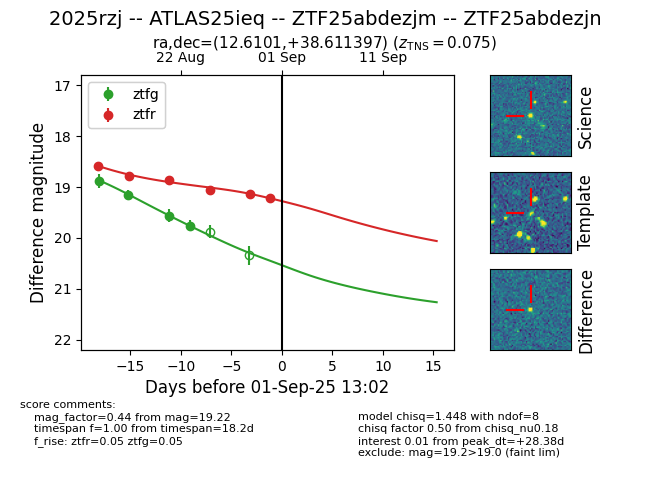 2025rzj -- ATLAS25ieq -- ZTF25abdezjm -- ZTF25abdezjn
ra,dec=(12.6101,+38.611397) (zTNS=0.075)
22 Aug 01 Sep 11 Sep
ztfg
ztfr
17
18
19
20
21
22
Difference magnitude
−15 −10 −5 0 5 10 15
Days before 01-Sep-25 13:02
Science
Template
Difference
score comments:
mag_factor=0.44 from mag=19.22
timespan f=1.00 from timespan=18.2d
f_rise: ztfr=0.05 ztfg=0.05
model chisq=1.448 with ndof=8
chisq factor 0.50 from chisq_nu0.18
interest 0.01 from peak_dt=+28.38d
exclude: mag=19.2>19.0 (faint lim)